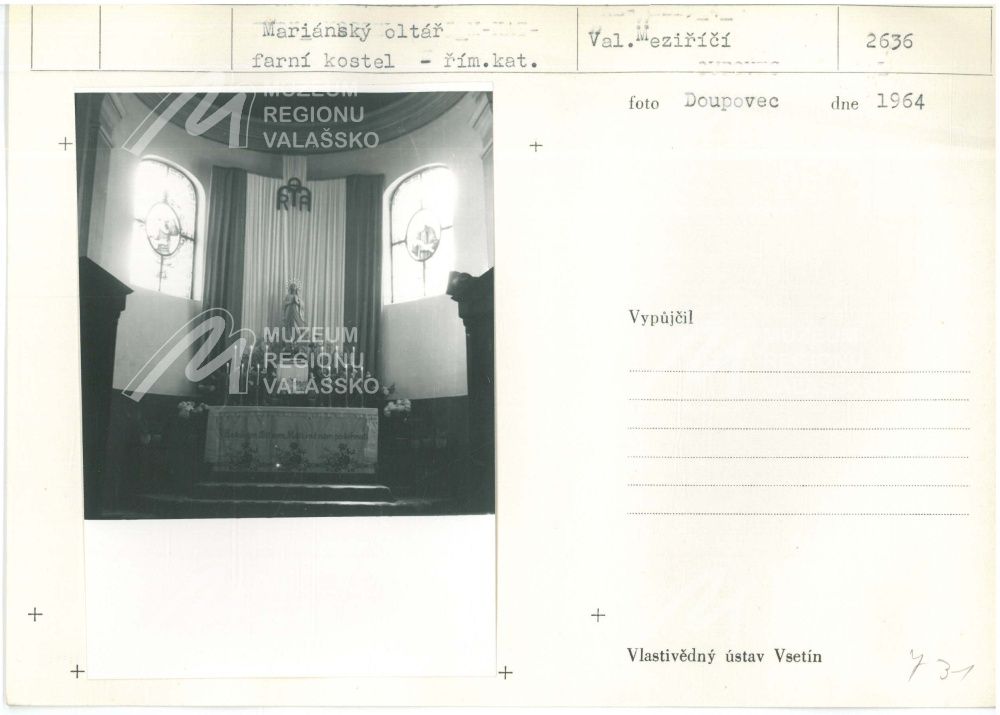 Mariánský oltář
farní kostel - řím.kat.
Val.Meziříčí
2636
foto Doupovec dne 1964
MUZEUM
REGIONU
VALAŠSKO
MUZEUM
REGIONU
VALAŠSKO
Vypůjčil
Vlastivědný ústav Vsetín
731